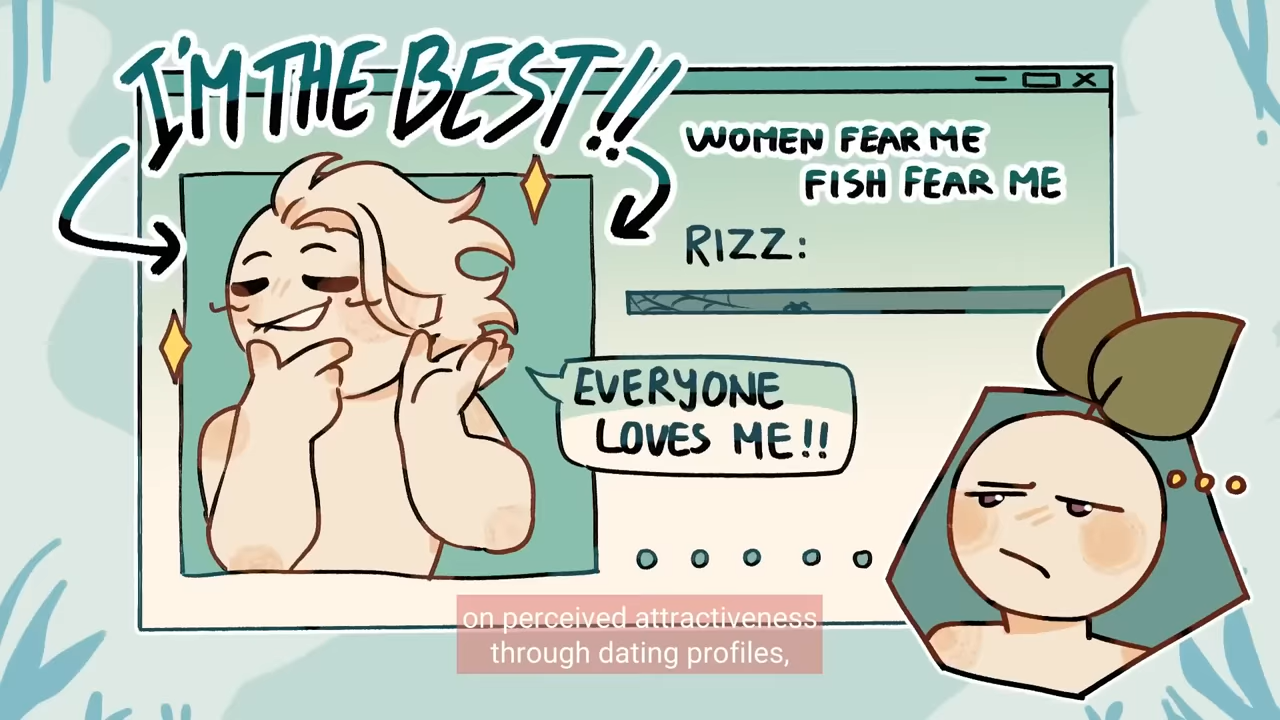 I'M THE BEST!!
WOMEN FEAR ME
FISH FEAR ME
RIZZ:
EVERYONE
LOVES ME!!
on perceived attractiveness
through dating profiles,